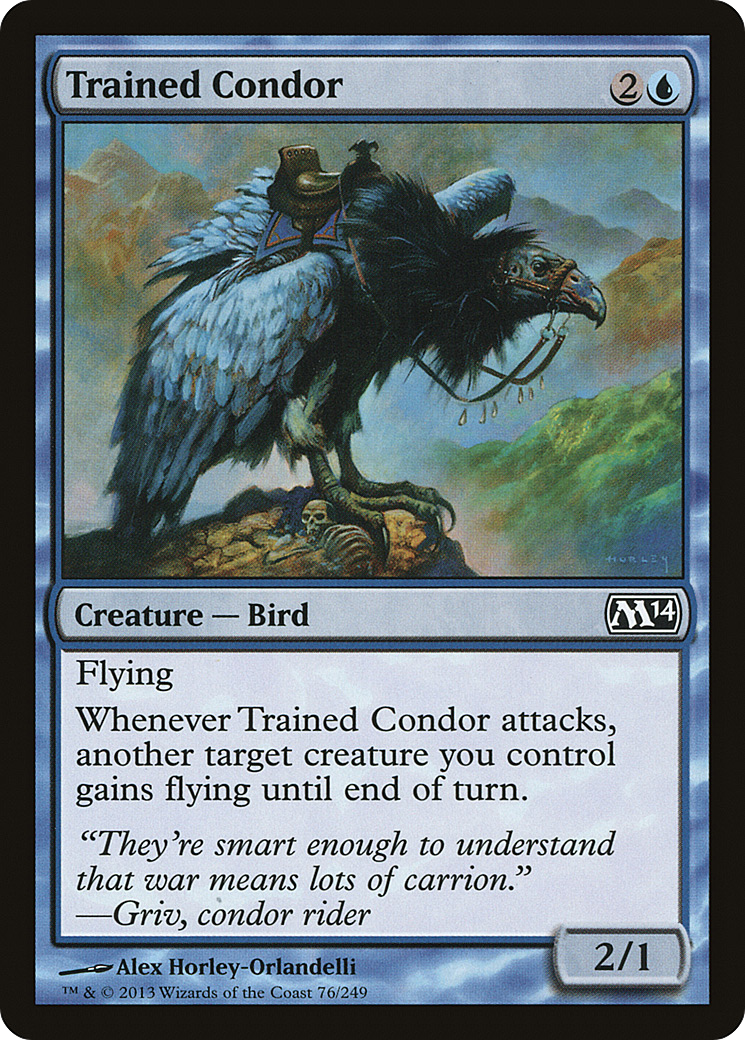 Trained Condor 2
HORLEY
Creature — Bird M14
Flying
Whenever Trained Condor attacks,
another target creature you control
gains flying until end of turn.
“They’re smart enough to understand
that war means lots of carrion.”
—Griv, condor rider
2/1
Alex Horley-Orlandelli
™ & © 2013 Wizards of the Coast 76/249